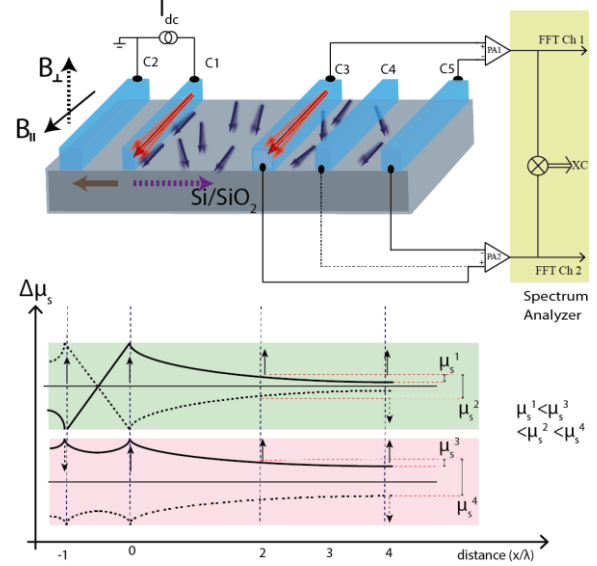 I dc
C2 C1 C3 C4 C5
PA1 FFT Ch 1
B⊥
B||
XC
Si/SiO2
PA2 FFT Ch 2
Spectrum
Analyzer
Δμs
μs1
μs2
μs1<μs3
<μs2 <μs4
μs3
μs4
-1 0 2 3 4 distance (x/λ)